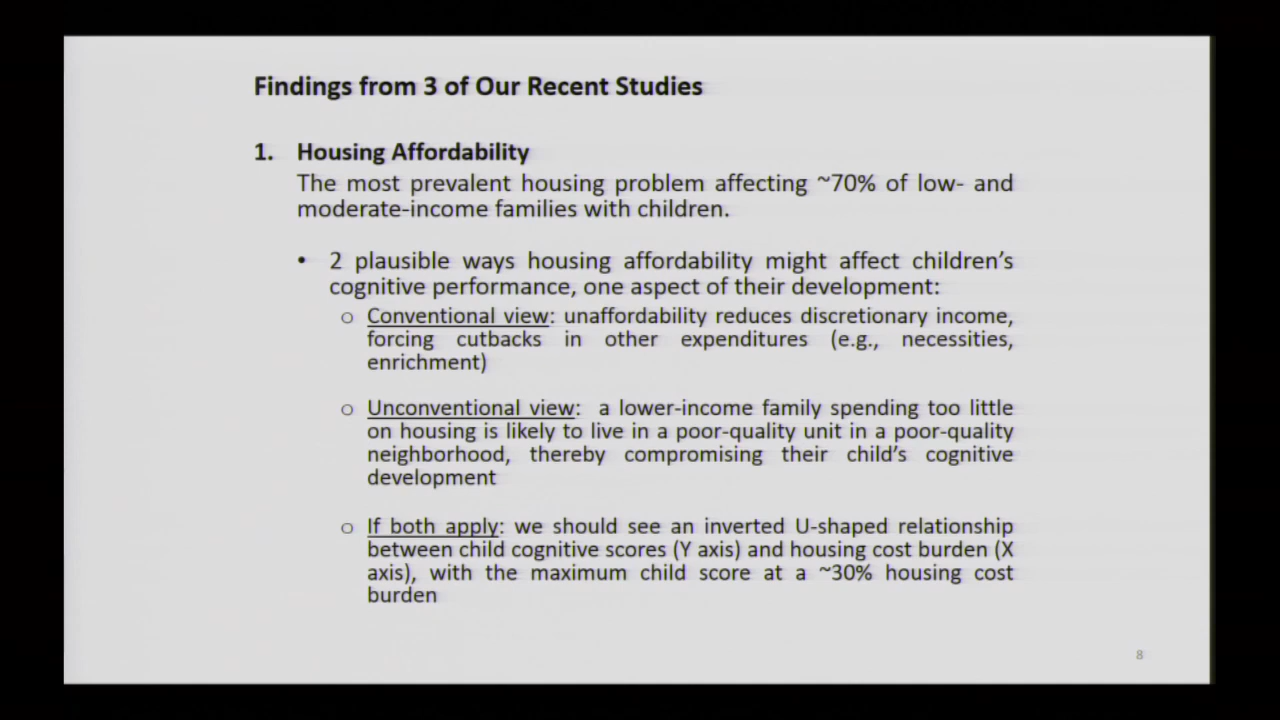 Findings from 3 of Our Recent Studies
1. Housing Affordability
The most prevalent housing problem affecting ~70% of low- and
moderate-income families with children.
• 2 plausible ways housing affordability might affect children's
cognitive performance, one aspect of their development:
o Conventional view: unaffordability reduces discretionary income,
forcing cutbacks in other expenditures (e.g., necessities,
enrichment)
o Unconventional view: a lower-income family spending too little
on housing is likely to live in a poor-quality unit in a poor-quality
neighborhood, thereby compromising their child's cognitive
development
o If both apply: we should see an inverted U-shaped relationship
between child cognitive scores (Y axis) and housing cost burden (X
axis), with the maximum child score at a ~30% housing cost
burden
8